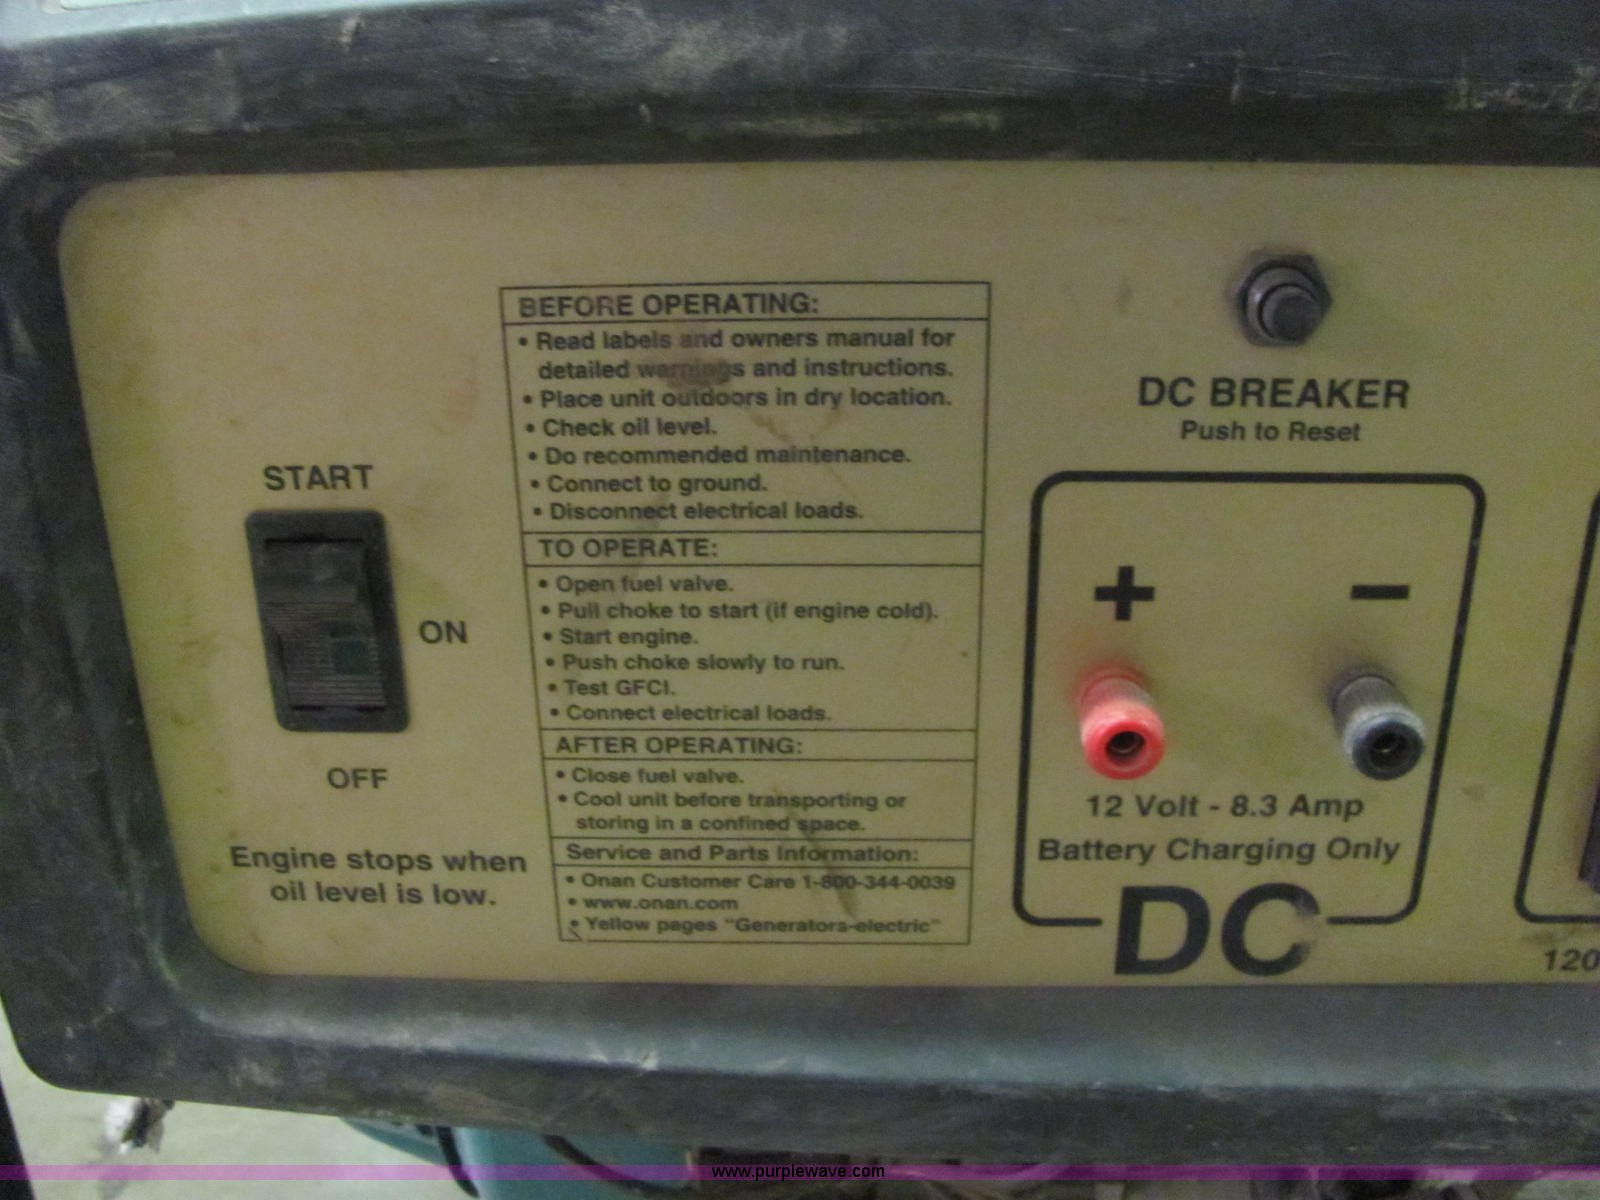 START
ON
OFF
Engine stops when
oil level is low.
BEFORE OPERATING:
• Read labels and owners manual for
detailed warnings and instructions.
• Place unit outdoors in dry location.
• Check oil level.
• Do recommended maintenance.
• Connect to ground.
• Disconnect electrical loads.
TO OPERATE:
• Open fuel valve.
• Pull choke to start (if engine cold).
• Start engine.
• Push choke slowly to run.
• Test GFCI.
• Connect electrical loads.
AFTER OPERATING:
• Close fuel valve.
• Cool unit before transporting or
storing in a confined space.
Service and Parts Information:
• Onan Customer Care 1-800-344-0039
• www.onan.com
• Yellow pages "Generators-electric"
DC BREAKER
Push to Reset
+ −
12 Volt - 8.3 Amp
Battery Charging Only
DC
120
www.purplewave.com